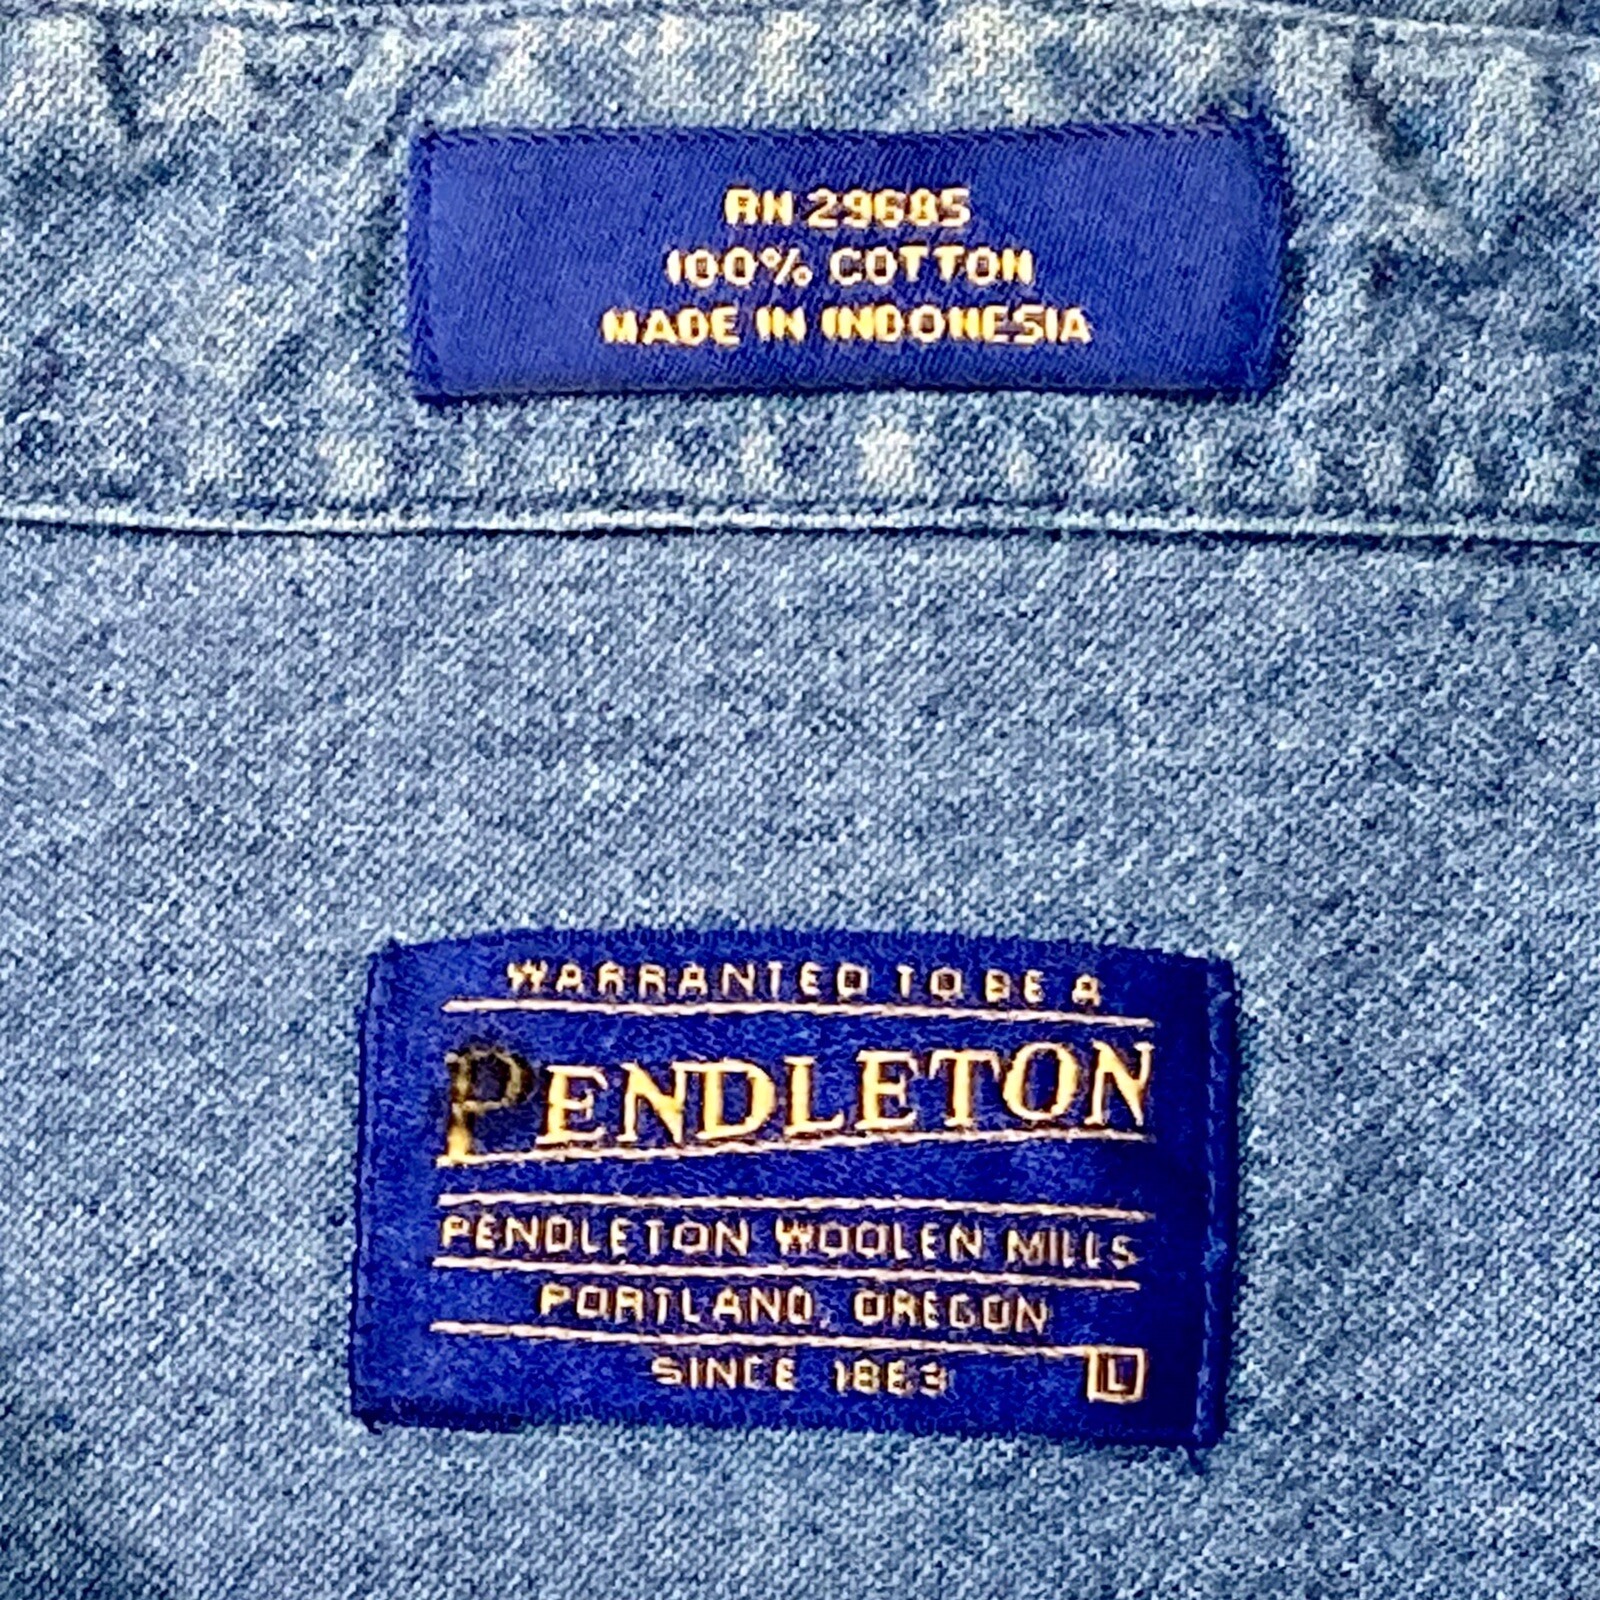 RN 29685
100% COTTON
MADE IN INDONESIA
WARRANTED TO BE A
PENDLETON
PENDLETON WOOLEN MILLS
PORTLAND, OREGON
SINCE 1863
L